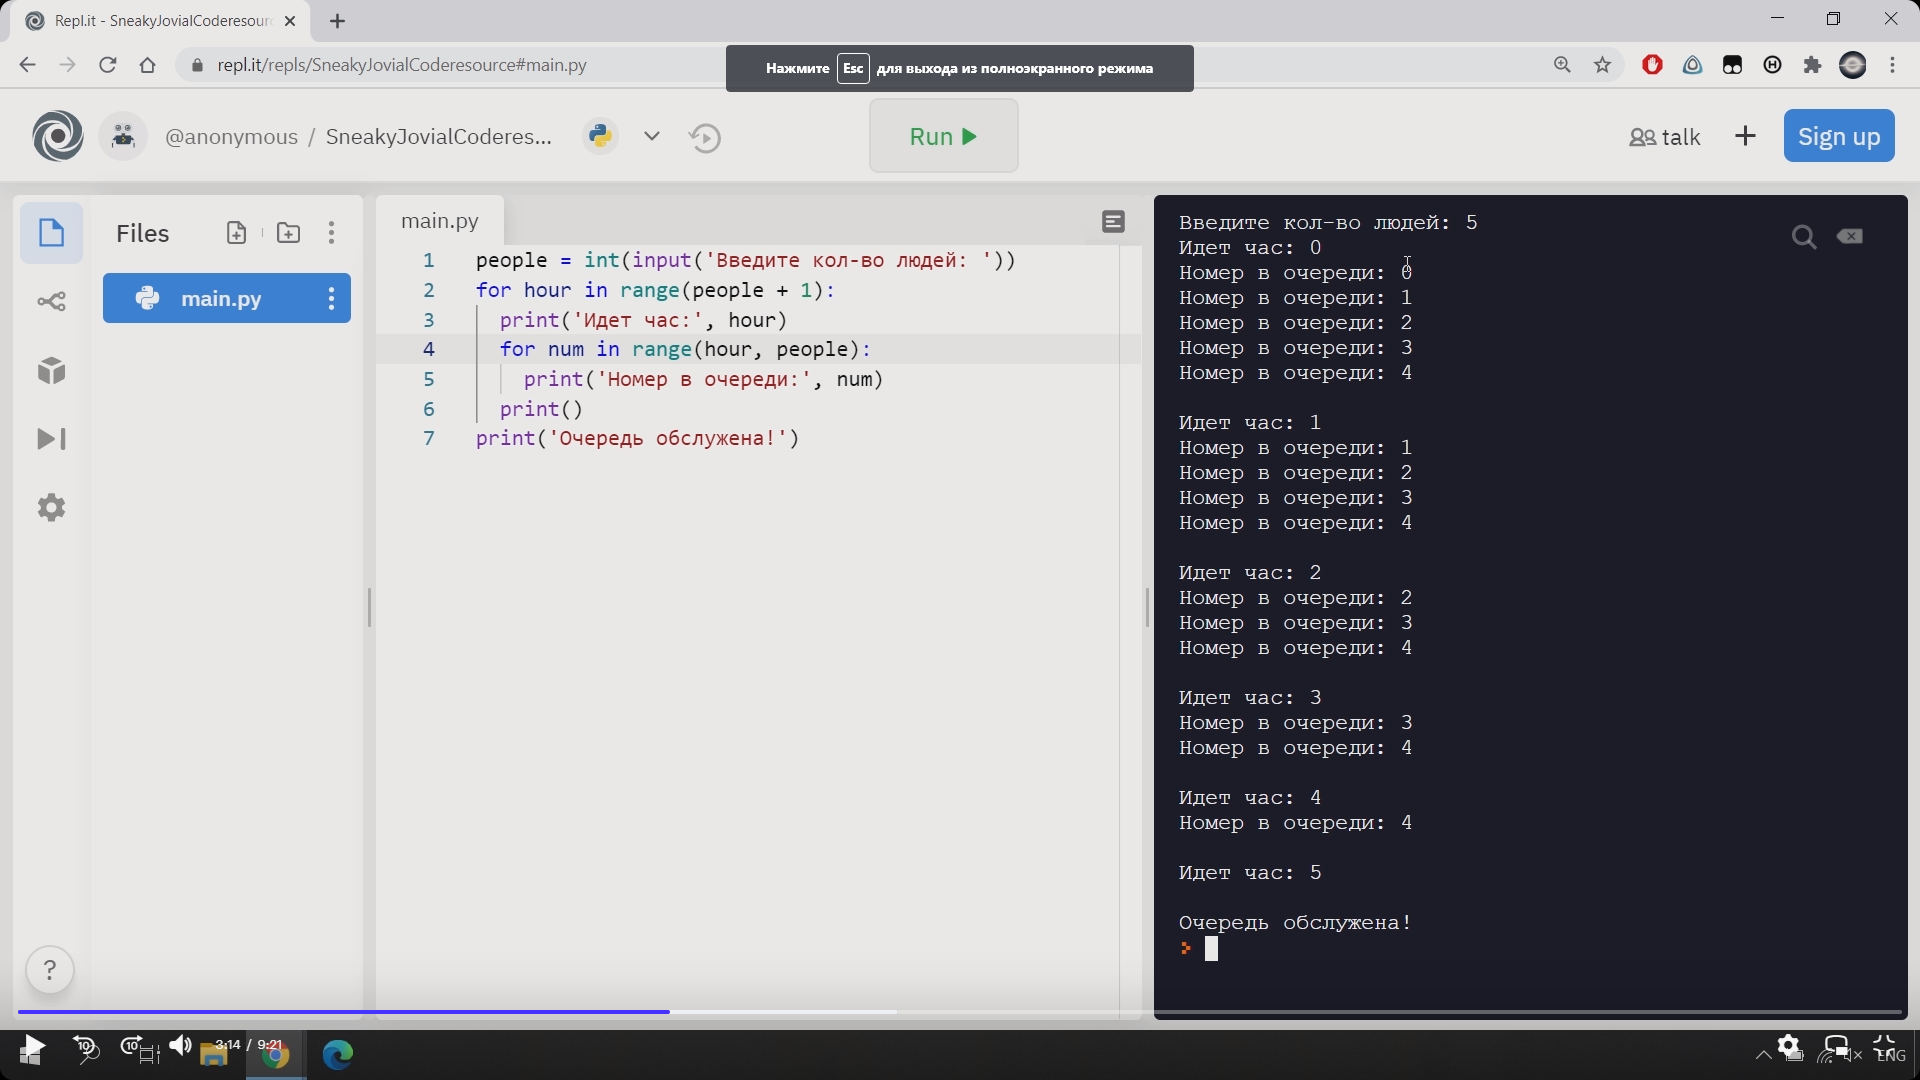 Repl.it - SneakyJovialCoderesour
repl.it/repls/SneakyJovialCoderesource#main.py
Нажмите Esc для выхода из полноэкранного режима
@anonymous / SneakyJovialCoderes...
Run
talk
Sign up
Files
main.py
main.py
1 people = int(input('Введите кол-во людей: '))
2 for hour in range(people + 1):
3 print('Идет час:', hour)
4 for num in range(hour, people):
5 print('Номер в очереди:', num)
6 print()
7 print('Очередь обслужена!')
Введите кол-во людей: 5
Идет час: 0
Номер в очереди: 0
Номер в очереди: 1
Номер в очереди: 2
Номер в очереди: 3
Номер в очереди: 4
Идет час: 1
Номер в очереди: 1
Номер в очереди: 2
Номер в очереди: 3
Номер в очереди: 4
Идет час: 2
Номер в очереди: 2
Номер в очереди: 3
Номер в очереди: 4
Идет час: 3
Номер в очереди: 3
Номер в очереди: 4
Идет час: 4
Номер в очереди: 4
Идет час: 5
Очередь обслужена!
?
10
10
3:14 / 9:21
ENG